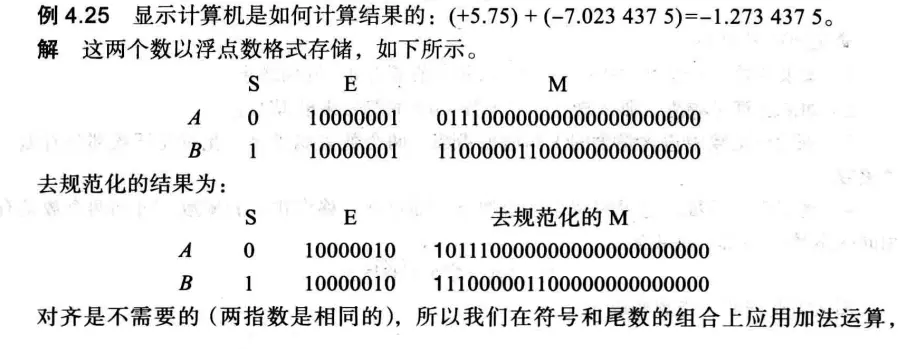 例 4.25 显示计算机是如何计算结果的：(+5.75) + (−7.023 437 5)=−1.273 437 5。
解 这两个数以浮点数格式存储，如下所示。
S E M
A 0 10000001 01110000000000000000000
B 1 10000001 11000001100000000000000
去规范化的结果为：
S E 去规范化的 M
A 0 10000010 101110000000000000000000
B 1 10000010 111000001100000000000000
对齐是不需要的（两指数是相同的），所以我们在符号和尾数的组合上应用加法运算，